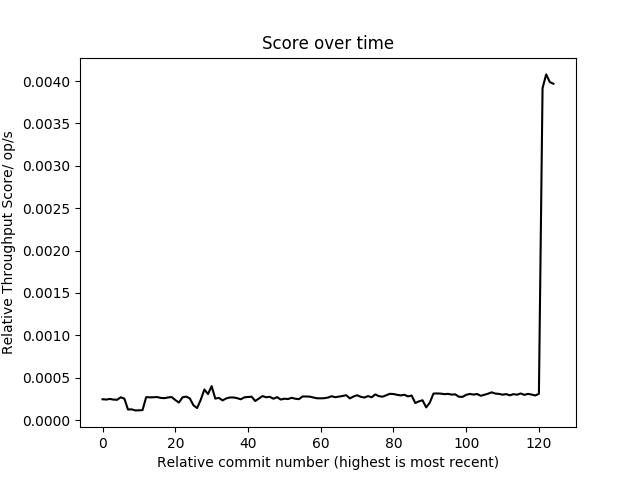 Score over time
Relative Throughput Score/ op/s
0.0040
0.0035
0.0030
0.0025
0.0020
0.0015
0.0010
0.0005
0.0000
0 20 40 60 80 100 120
Relative commit number (highest is most recent)